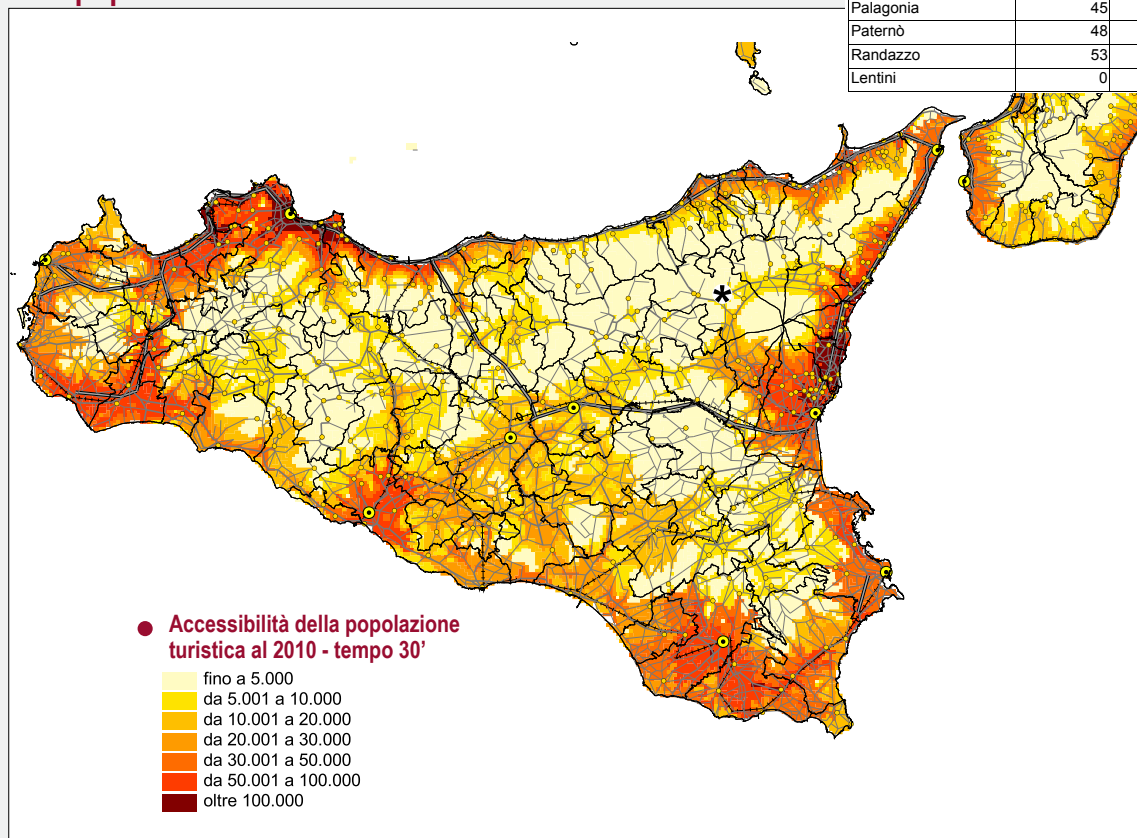 Palagonia 45
Paternò 48
Randazzo 53
Lentini 0
*
Accessibilità della popolazione
turistica al 2010 - tempo 30’
fino a 5.000
da 5.001 a 10.000
da 10.001 a 20.000
da 20.001 a 30.000
da 30.001 a 50.000
da 50.001 a 100.000
oltre 100.000